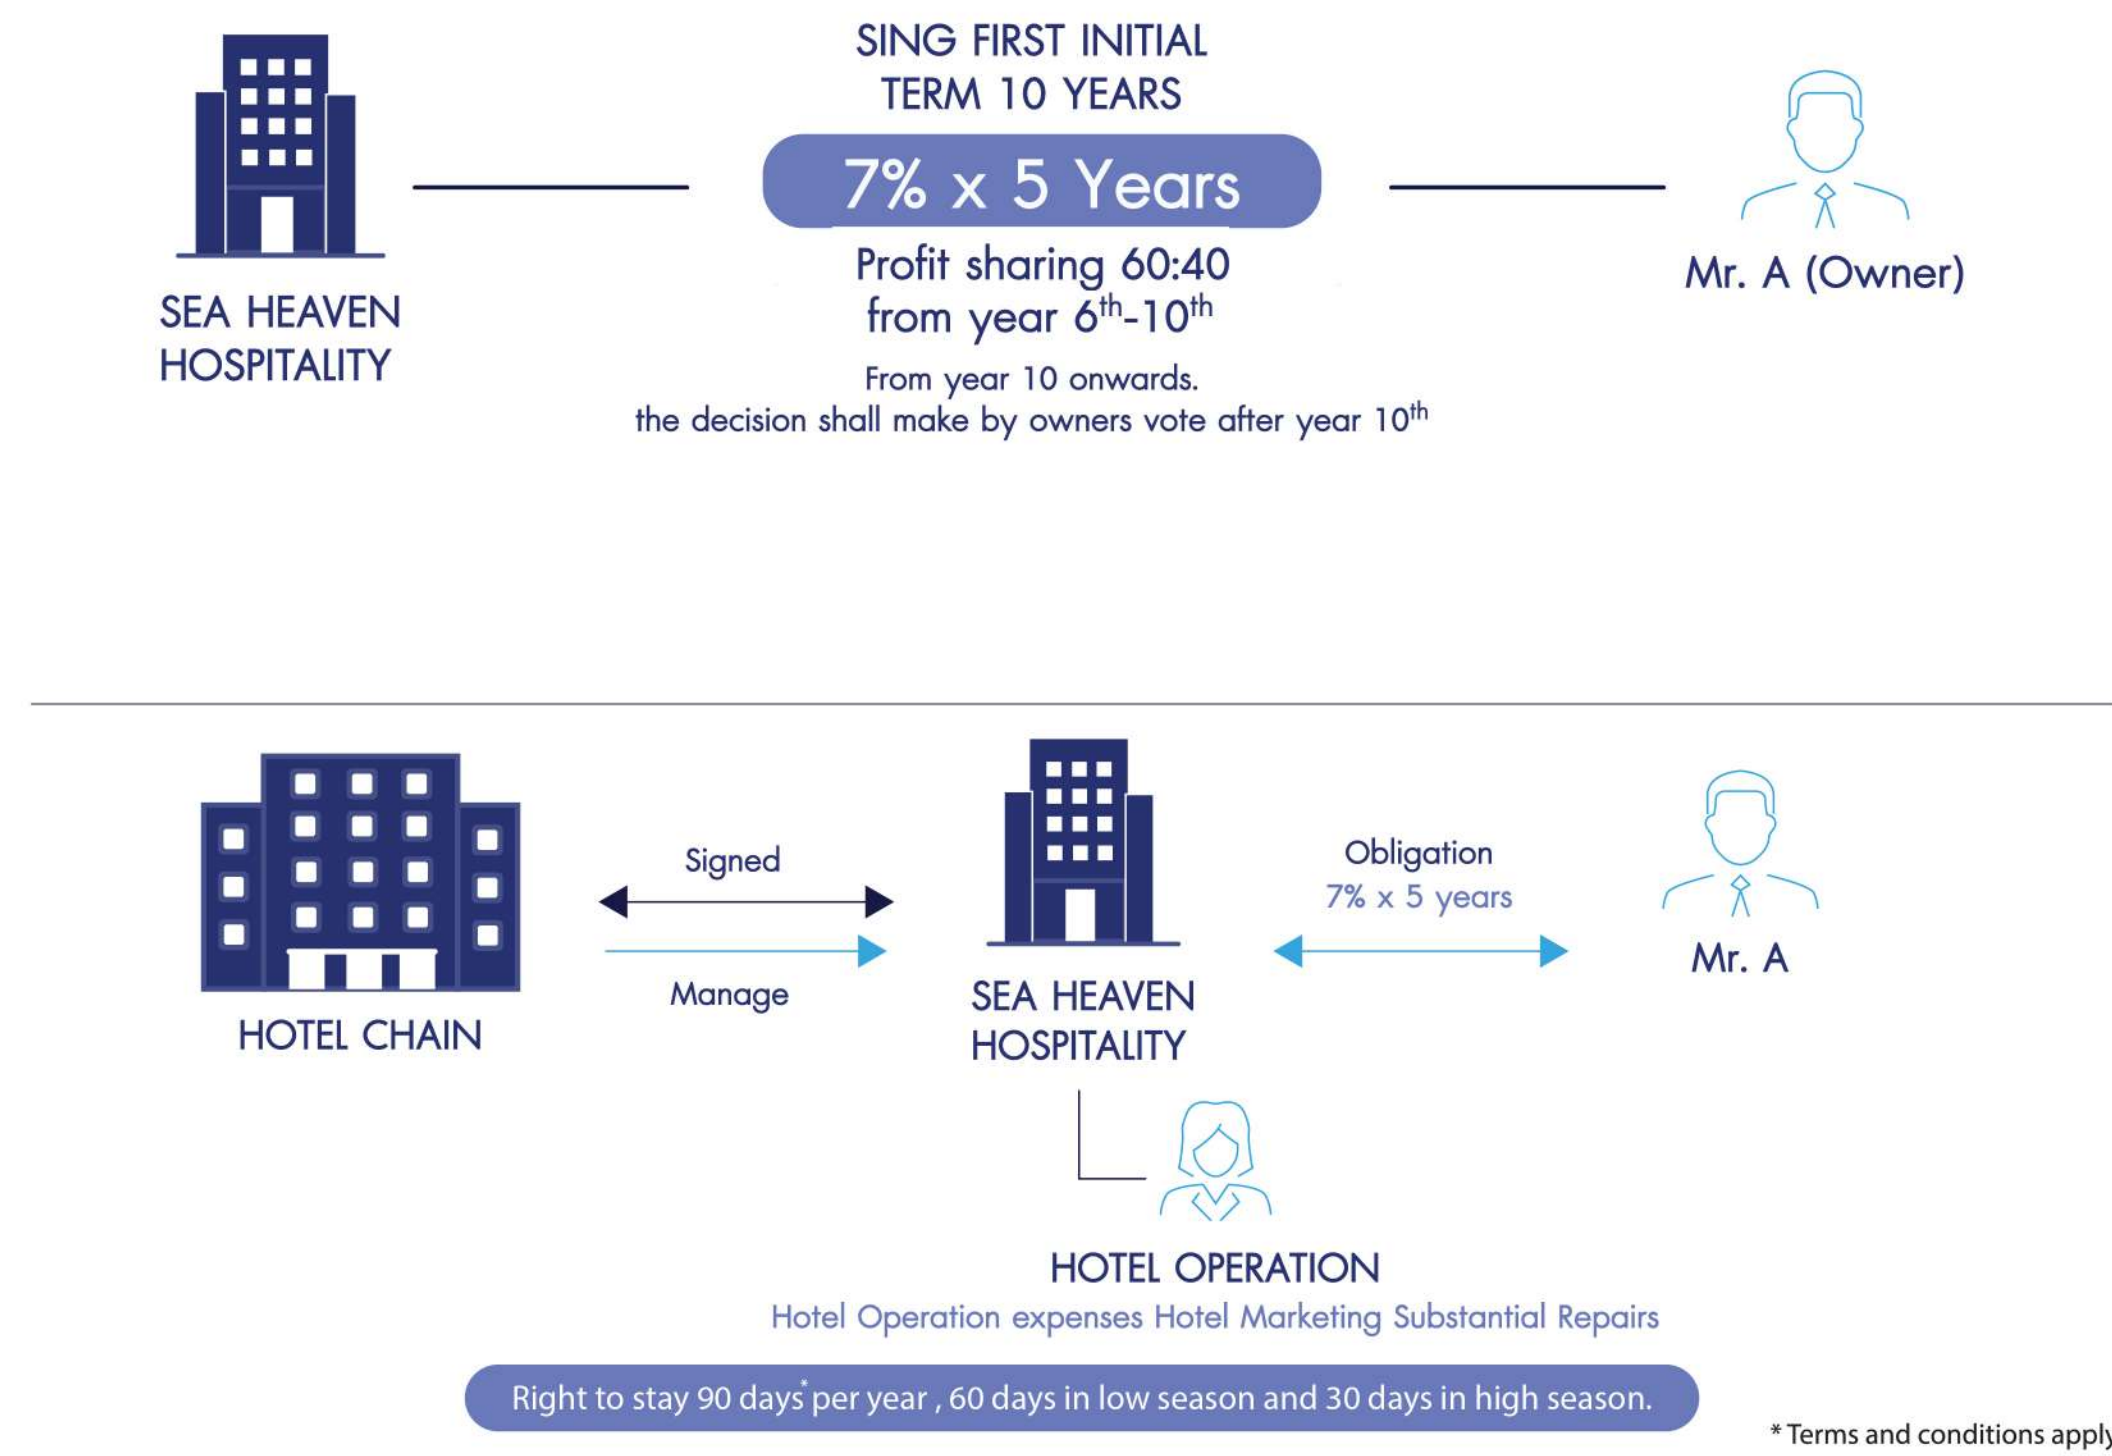 SING FIRST INITIAL
TERM 10 YEARS
7% x 5 Years
Profit sharing 60:40
from year 6th-10th
From year 10 onwards.
the decision shall make by owners vote after year 10th
SEA HEAVEN
HOSPITALITY
Mr. A (Owner)
Signed
Manage
HOTEL CHAIN
SEA HEAVEN
HOSPITALITY
Obligation
7% x 5 years
Mr. A
HOTEL OPERATION
Hotel Operation expenses Hotel Marketing Substantial Repairs
Right to stay 90 days* per year , 60 days in low season and 30 days in high season.
* Terms and conditions apply